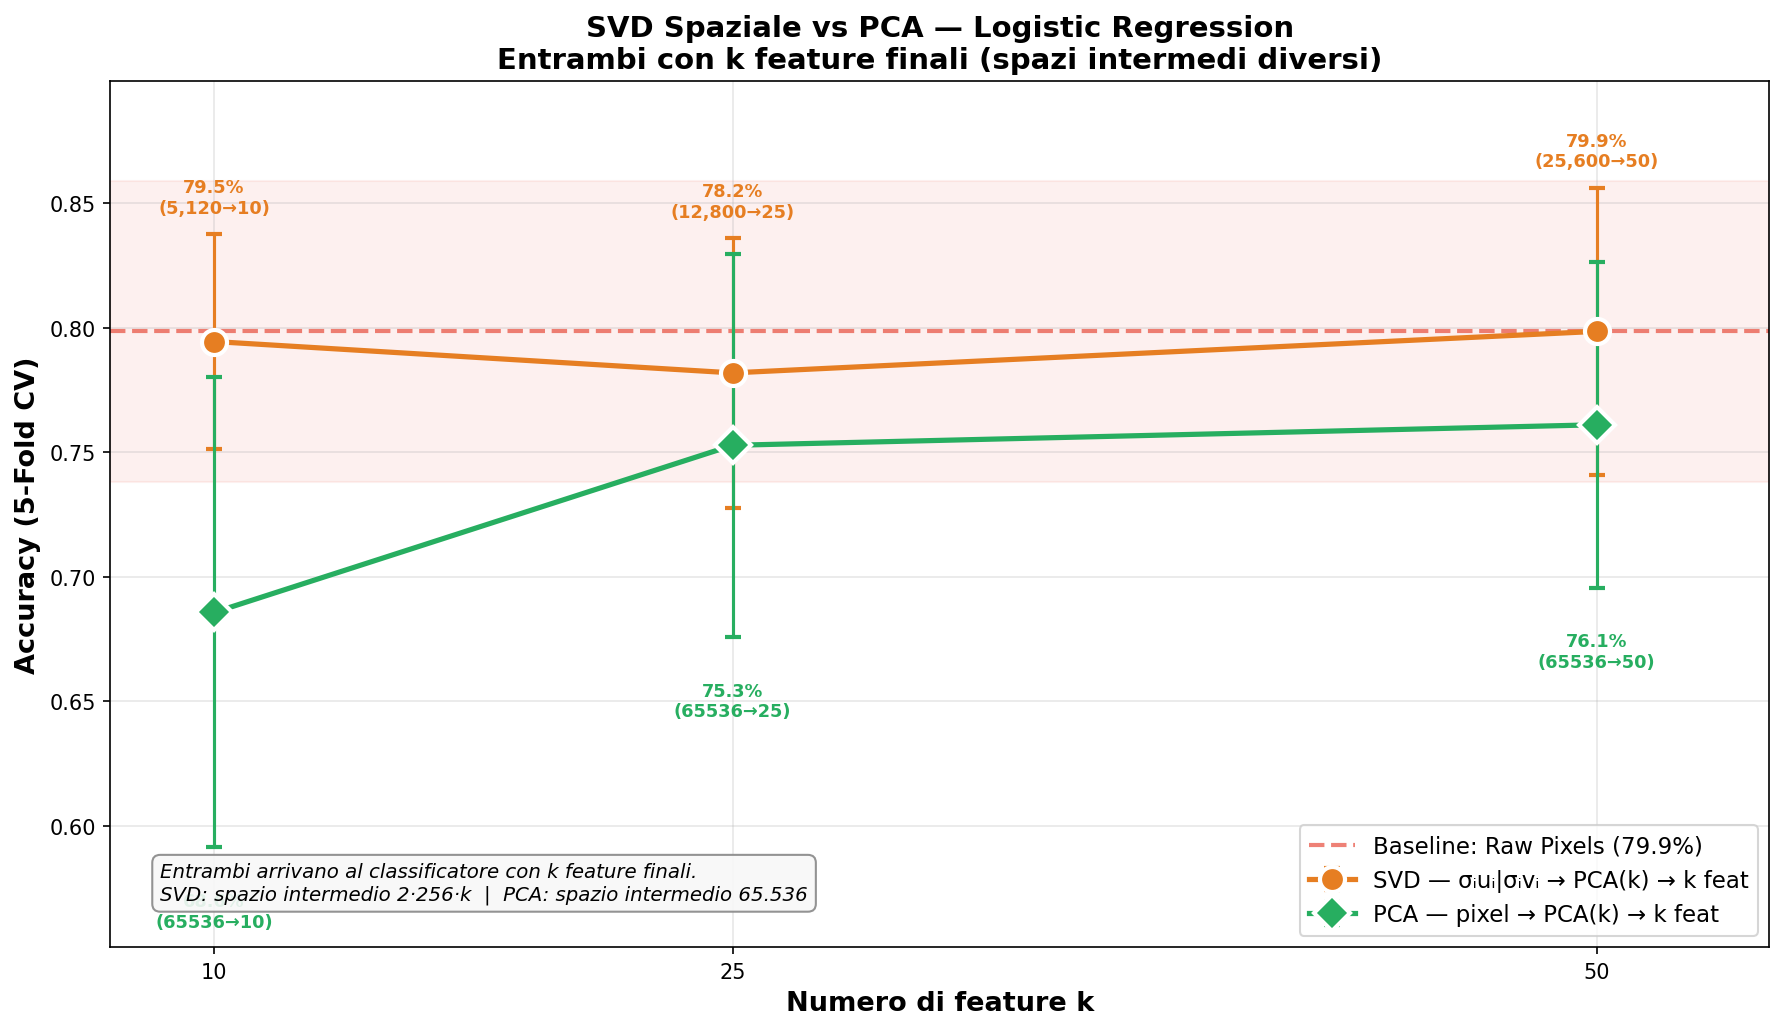 SVD Spaziale vs PCA — Logistic Regression
Entrambi con k feature finali (spazi intermedi diversi)
Accuracy (5-Fold CV)
0.85
0.80
0.75
0.70
0.65
0.60
79.5%
(5,120→10)
78.2%
(12,800→25)
79.9%
(25,600→50)
75.3%
(65536→25)
76.1%
(65536→50)
Entrambi arrivano al classificatore con k feature finali.
SVD: spazio intermedio 2·256·k | PCA: spazio intermedio 65.536
(65536→10)
Baseline: Raw Pixels (79.9%)
SVD — σᵢuᵢ|σᵢvᵢ → PCA(k) → k feat
PCA — pixel → PCA(k) → k feat
10
25
50
Numero di feature k